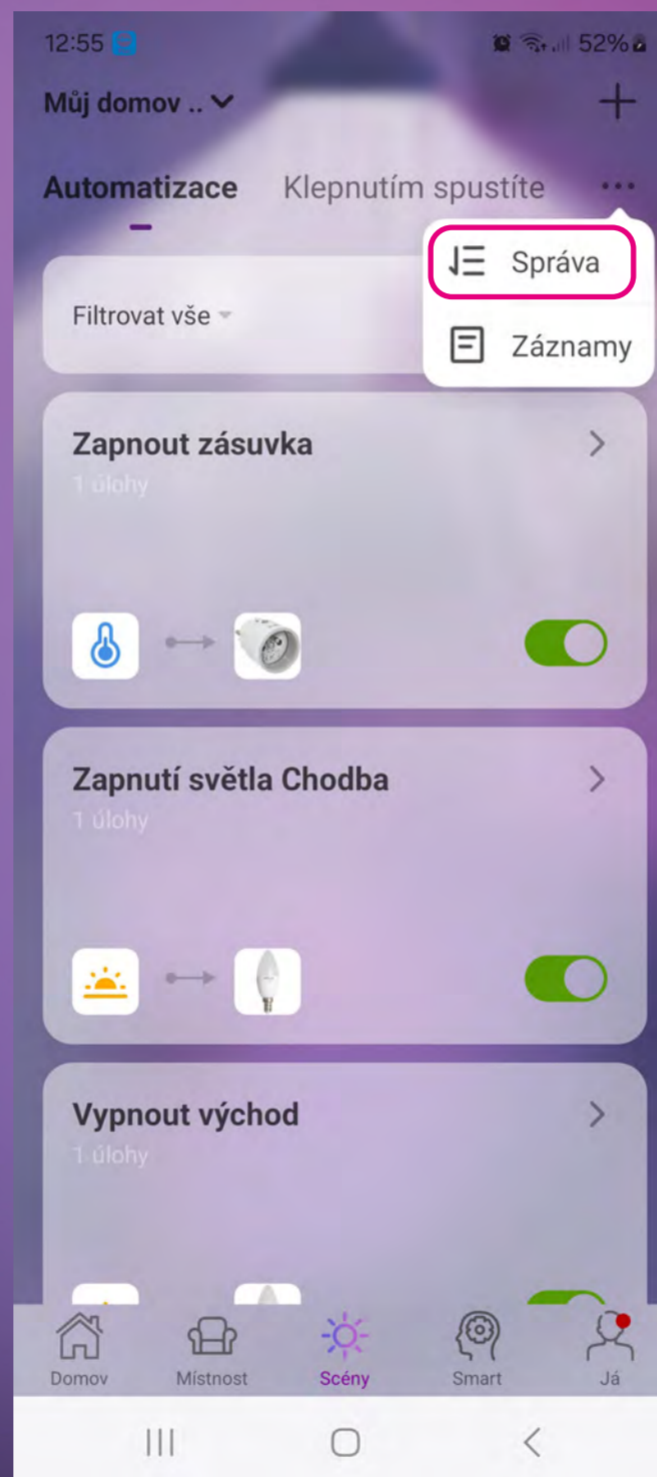 12:55
52%
Můj domov ..
Automatizace Klepnutím spustíte ...
Správa
Filtrovat vše
Záznamy
Zapnout zásuvka
1 úlohy
Zapnutí světla Chodba
1 úlohy
Vypnout východ
1 úlohy
Domov Místnost Scény Smart Já